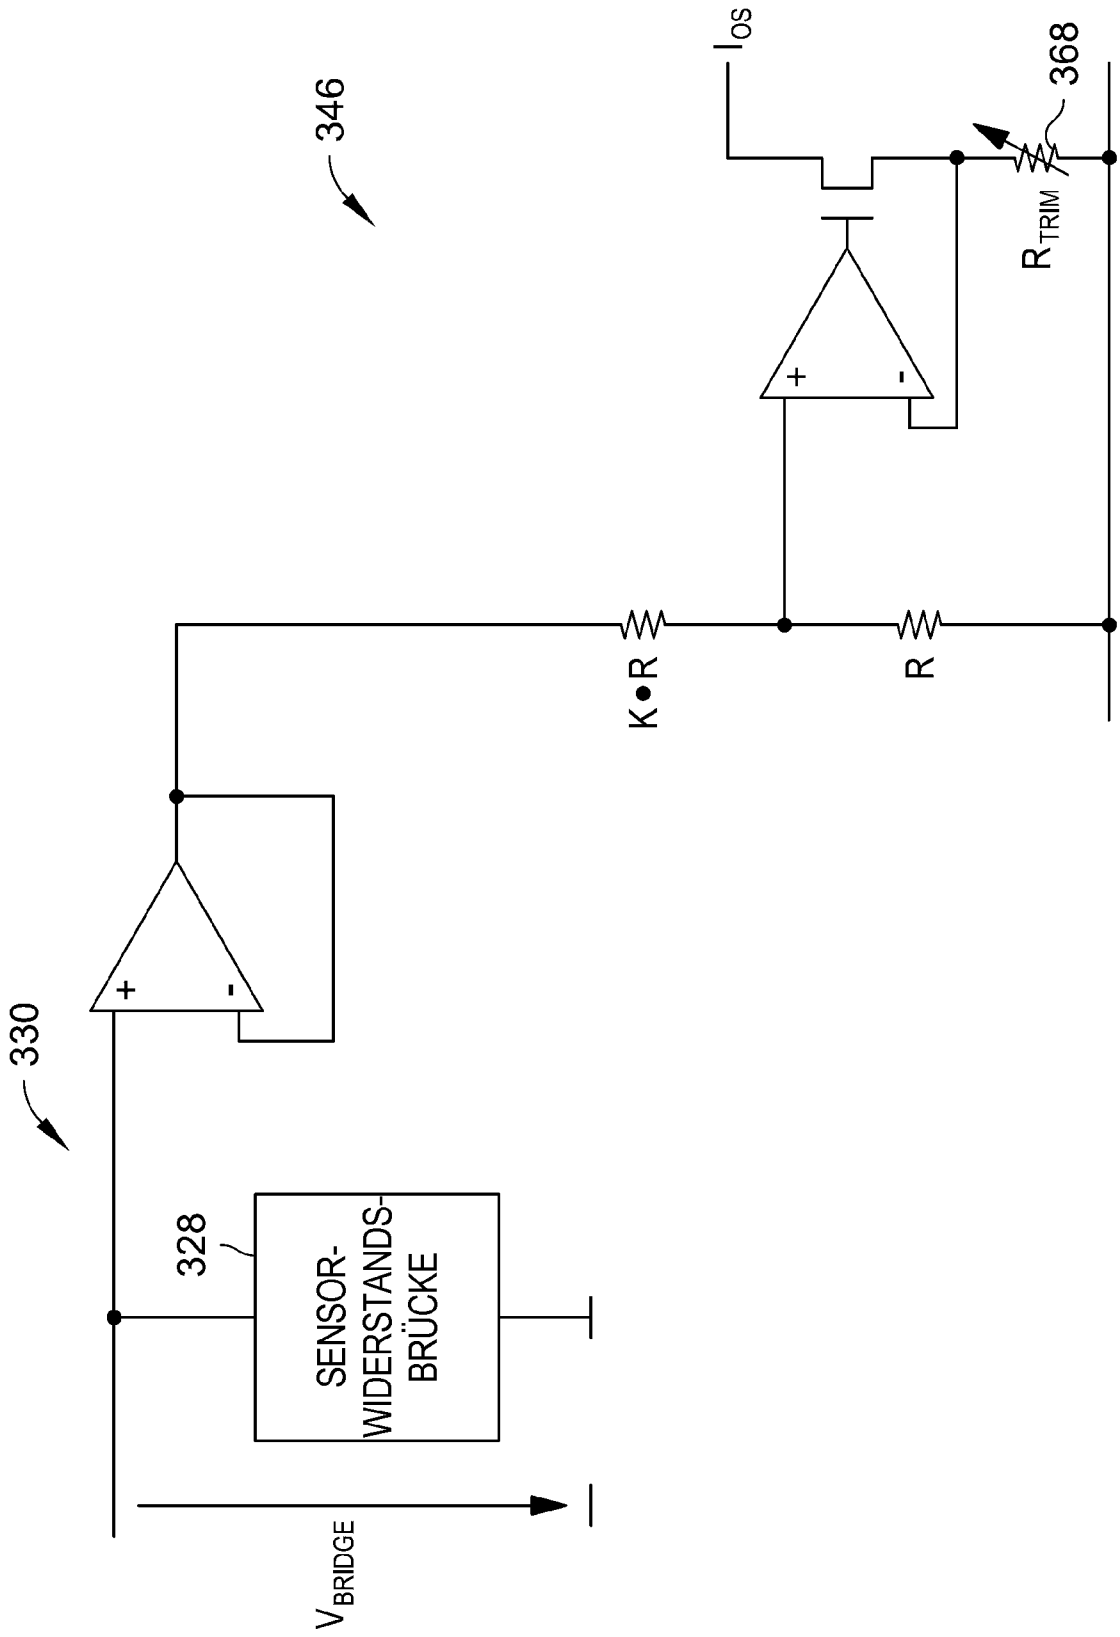 330
346
328
SENSOR-
WIDERSTANDS-
BRÜCKE
V_BRIDGE
+
-
K•R
R
+
-
I_OS
R_TRIM
368